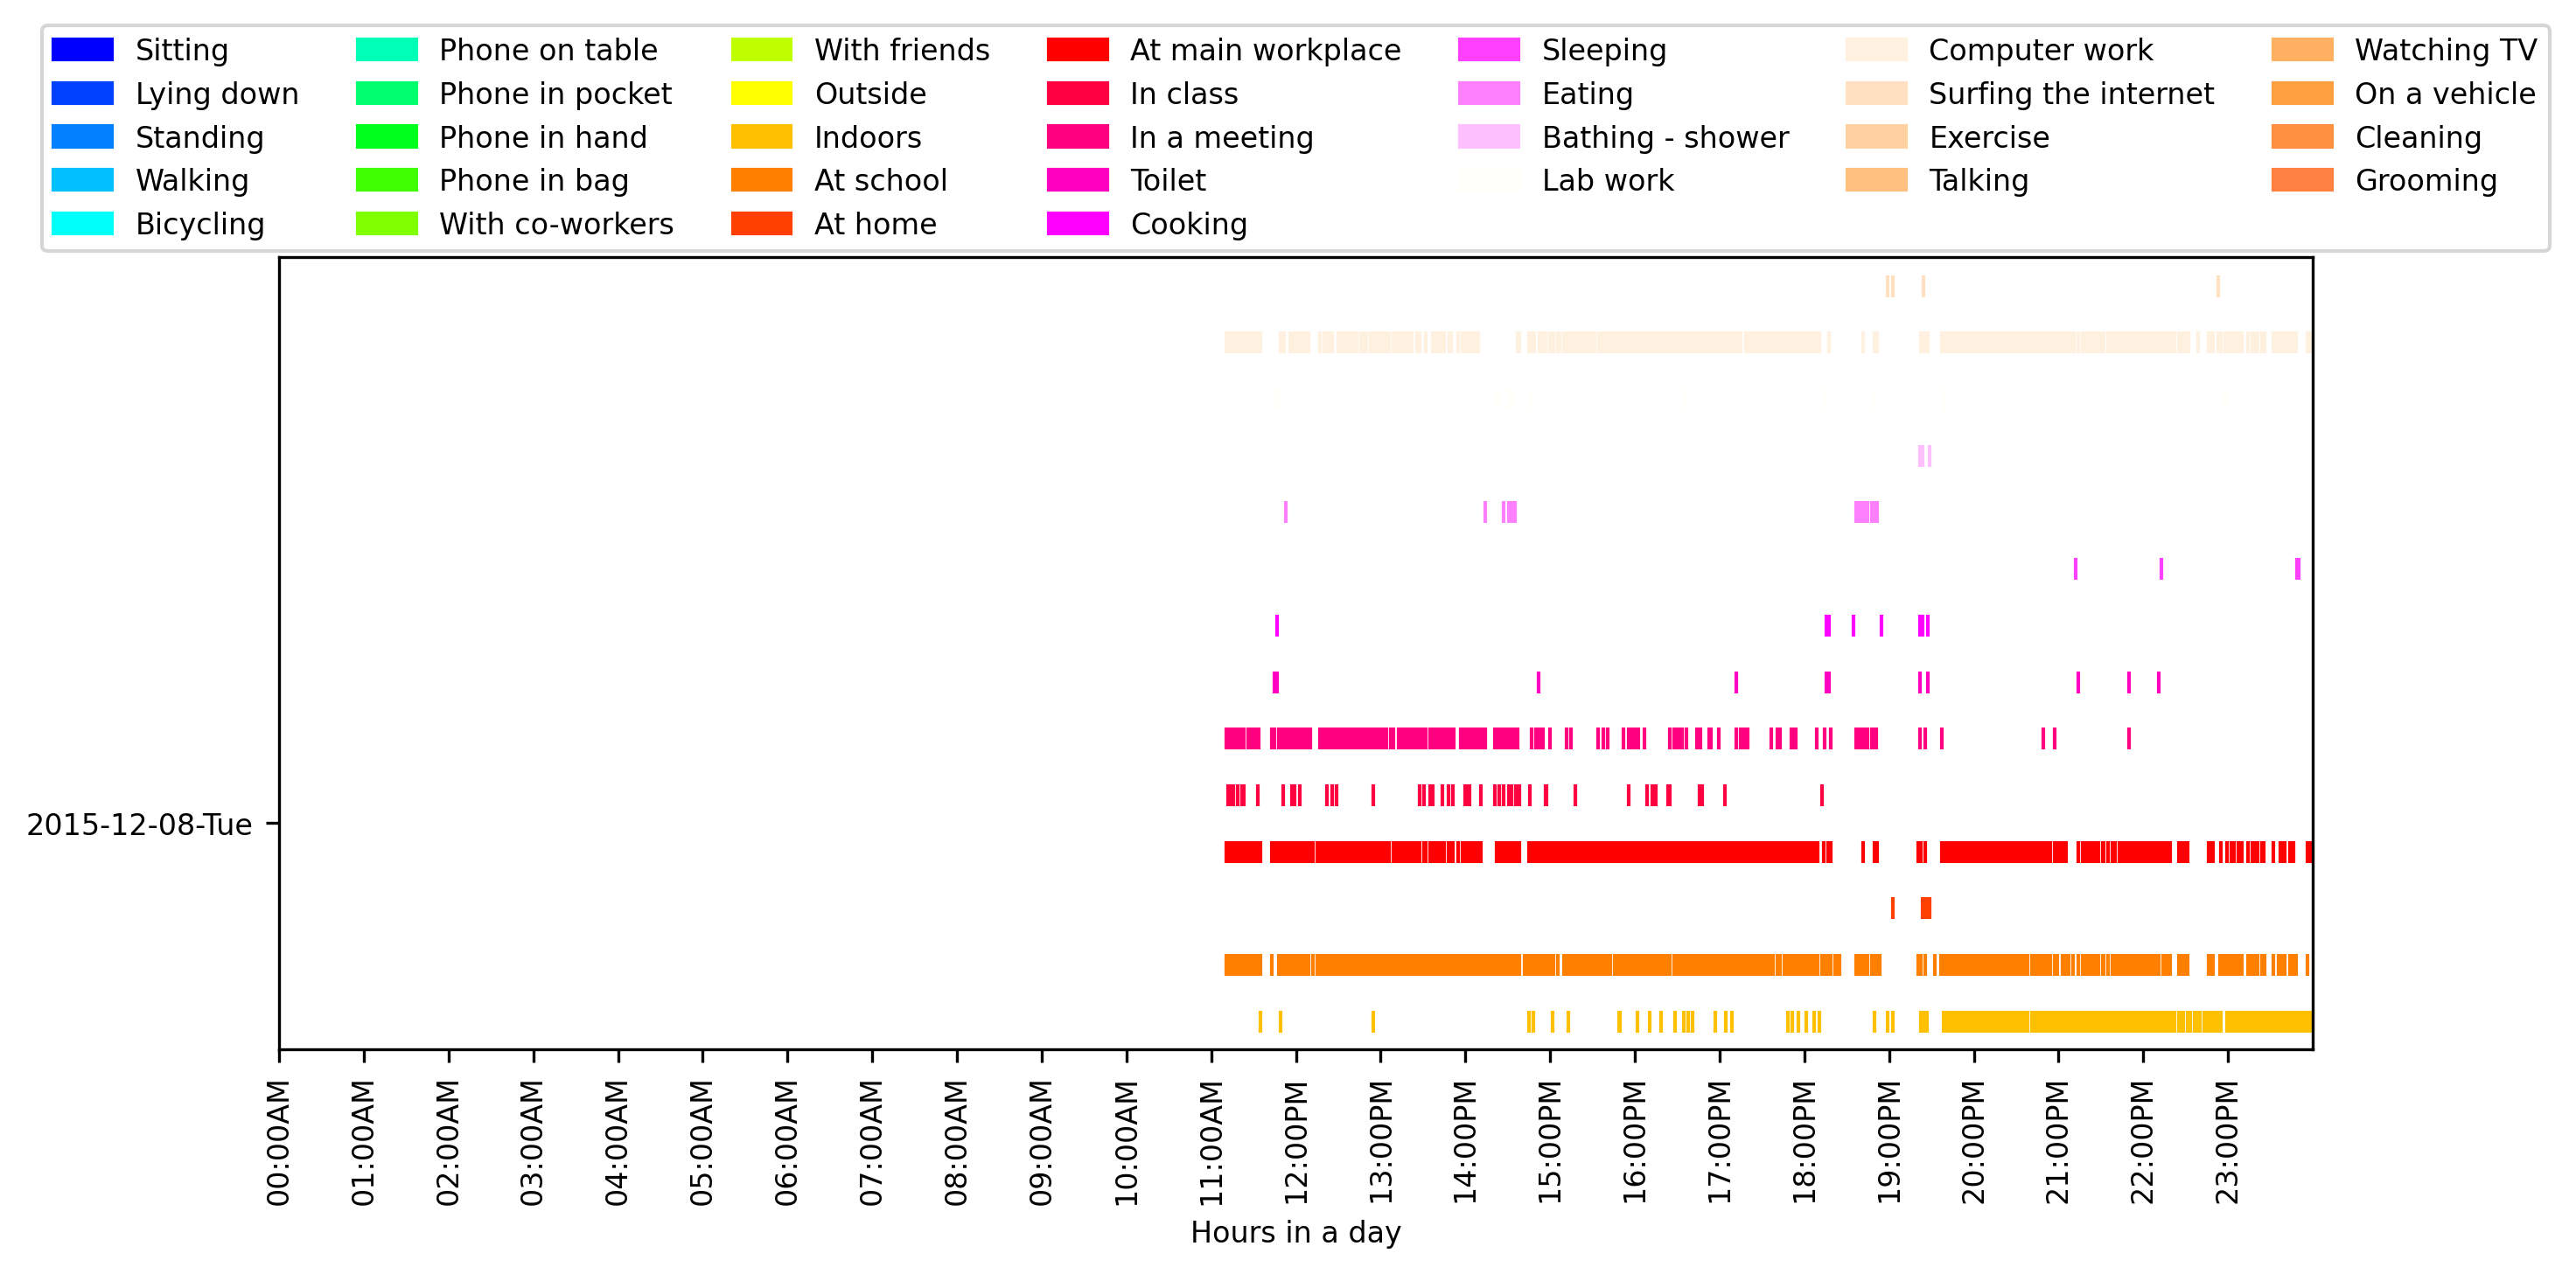 Sitting
Lying down
Standing
Walking
Bicycling
Phone on table
Phone in pocket
Phone in hand
Phone in bag
With co-workers
With friends
Outside
Indoors
At school
At home
At main workplace
In class
In a meeting
Toilet
Cooking
Sleeping
Eating
Bathing - shower
Lab work
Computer work
Surfing the internet
Exercise
Talking
Watching TV
On a vehicle
Cleaning
Grooming
2015-12-08-Tue
00:00AM
01:00AM
02:00AM
03:00AM
04:00AM
05:00AM
06:00AM
07:00AM
08:00AM
09:00AM
10:00AM
11:00AM
12:00PM
13:00PM
14:00PM
15:00PM
16:00PM
17:00PM
18:00PM
19:00PM
20:00PM
21:00PM
22:00PM
23:00PM
Hours in a day